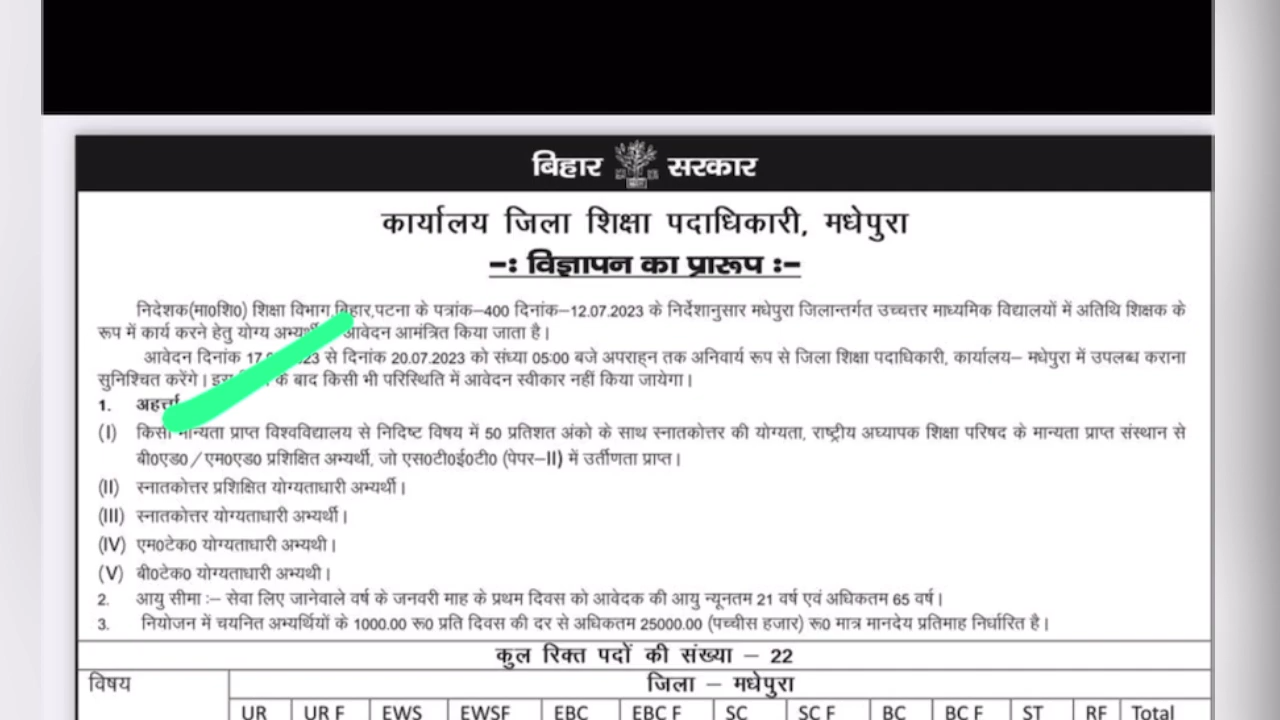 बिहार सरकार
कार्यालय जिला शिक्षा पदाधिकारी, मधेपुरा
-: विज्ञापन का प्रारूप :-
निदेशक(मा0शि0) शिक्षा विभाग,बिहार,पटना के पत्रांक–400 दिनांक–12.07.2023 के निर्देशानुसार मधेपुरा जिलान्तर्गत उच्चत्तर माध्यमिक विद्यालयों में अतिथि शिक्षक के
रूप में कार्य करने हेतु योग्य आवेदन आमंत्रित किया जाता है।
आवेदन दिनांक से दिनांक 20.07.2023 को संध्या 05:00 बजे अपराह्न तक अनिवार्य रूप से जिला शिक्षा पदाधिकारी, कार्यालय– मधेपुरा में उपलब्ध कराना
सुनिश्चित करेंगे। के बाद किसी भी परिस्थिति में आवेदन स्वीकार नहीं किया जायेगा।
1. अहर्त्ता
(I) किसी मान्यता प्राप्त विश्वविद्यालय से निदिष्ट विषय में 50 प्रतिशत अंको के साथ स्नातकोत्तर की योग्यता, राष्ट्रीय अध्यापक शिक्षा परिषद के मान्यता प्राप्त संस्थान से
बी0एड0/एम0एड0 प्रशिक्षित अभ्यर्थी, जो एस0टी0ई0टी0 (पेपर–II) में उर्तीणता प्राप्त।
(II) स्नातकोत्तर प्रशिक्षित योग्यताधारी अभ्यर्थी।
(III) स्नातकोत्तर योग्यताधारी अभ्यर्थी।
(IV) एम0टेक0 योग्यताधारी अभ्यथी।
(V) बी0टेक0 योग्यताधारी अभ्यथी।
2. आयु सीमा :– सेवा लिए जानेवाले वर्ष के जनवरी माह के प्रथम दिवस को आवेदक की आयु न्यूनतम 21 वर्ष एवं अधिकतम 65 वर्ष।
3. नियोजन में चयनित अभ्यर्थियों के 1000.00 रू0 प्रति दिवस की दर से अधिकतम 25000.00 (पच्चीस हजार) रू0 मात्र मानदेय प्रतिमाह निर्धारित है।
कुल रिक्त पदों की संख्या – 22
विषय जिला – मधेपुरा
UR UR F EWS EWSF EBC EBC F SC SC F BC BC F ST RF Total